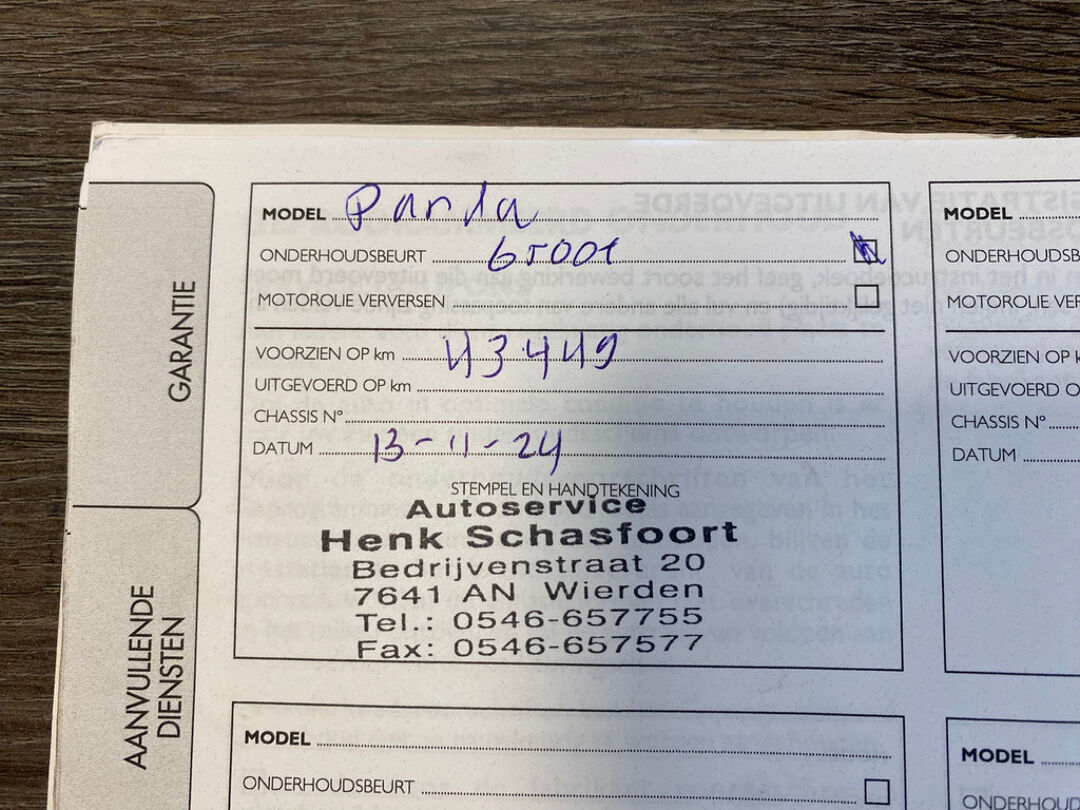 GARANTIE
AANVULLENDE
DIENSTEN
MODEL Panda
ONDERHOUDSBEURT Groot
MOTOROLIE VERVERSEN
VOORZIEN OP km 43449
UITGEVOERD OP km
CHASSIS N°
DATUM 13-11-24
STEMPEL EN HANDTEKENING
Autoservice
Henk Schasfoort
Bedrijvenstraat 20
7641 AN Wierden
Tel.: 0546-657755
Fax: 0546-657577
MODEL
ONDERHOUDSBEURT
MODEL
ONDERHOUDSB
MOTOROLIE VER
VOORZIEN OP k
UITGEVOERD O
CHASSIS N°
DATUM
MODEL
ONDERHOUD